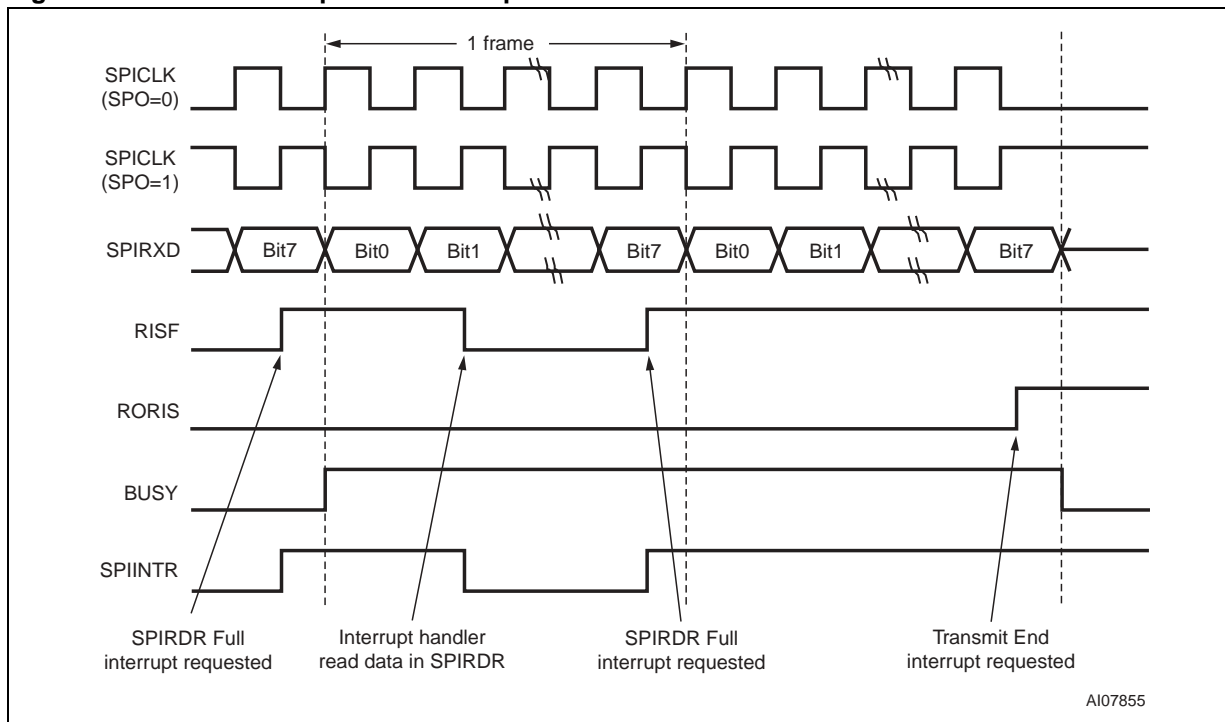 1 frame
SPICLK
(SPO=0)
SPICLK
(SPO=1)
SPIRXD
Bit7
Bit0
Bit1
Bit7
Bit0
Bit1
Bit7
RISF
RORIS
BUSY
SPIINTR
SPIRDR Full
interrupt requested
Interrupt handler
read data in SPIRDR
SPIRDR Full
interrupt requested
Transmit End
interrupt requested
AI07855